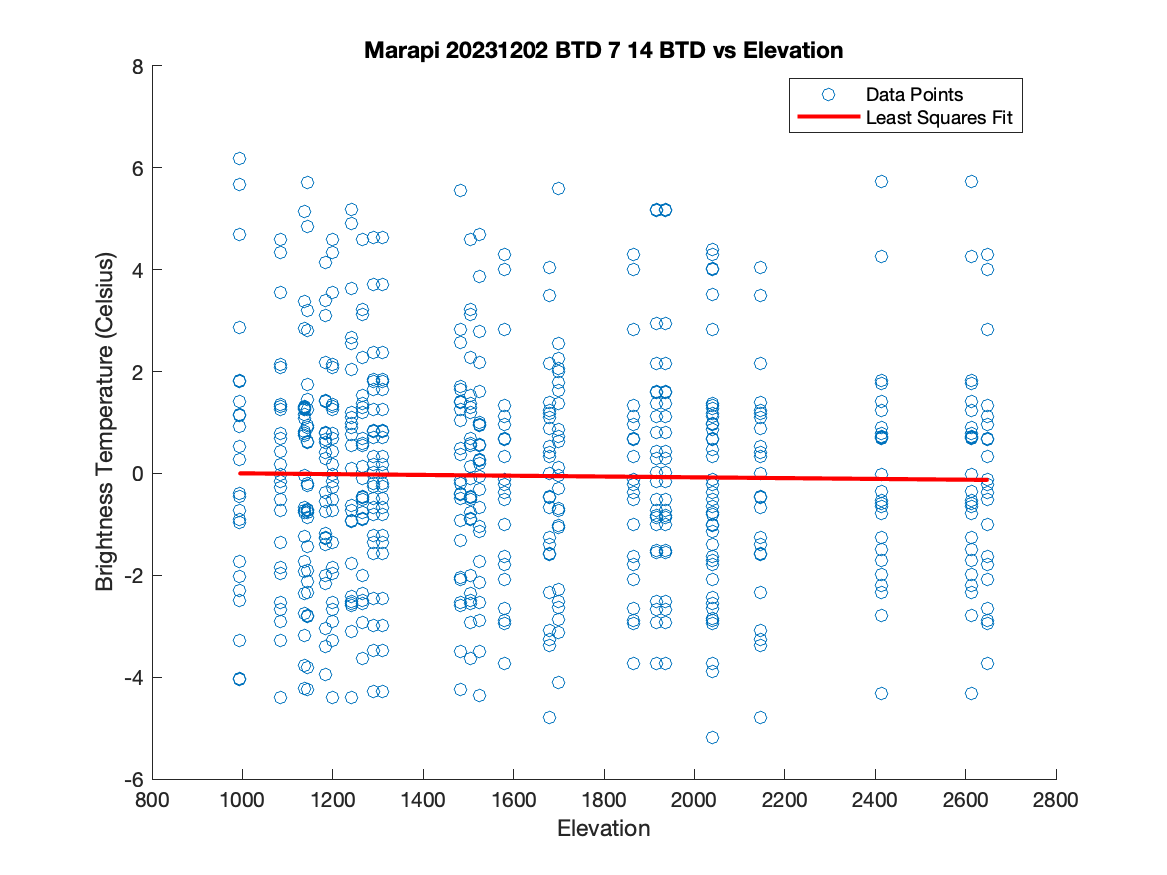 Marapi 20231202 BTD 7 14 BTD vs Elevation
Data Points
Least Squares Fit
8
6
4
2
0
-2
-4
-6
Brightness Temperature (Celsius)
800 1000 1200 1400 1600 1800 2000 2200 2400 2600 2800
Elevation